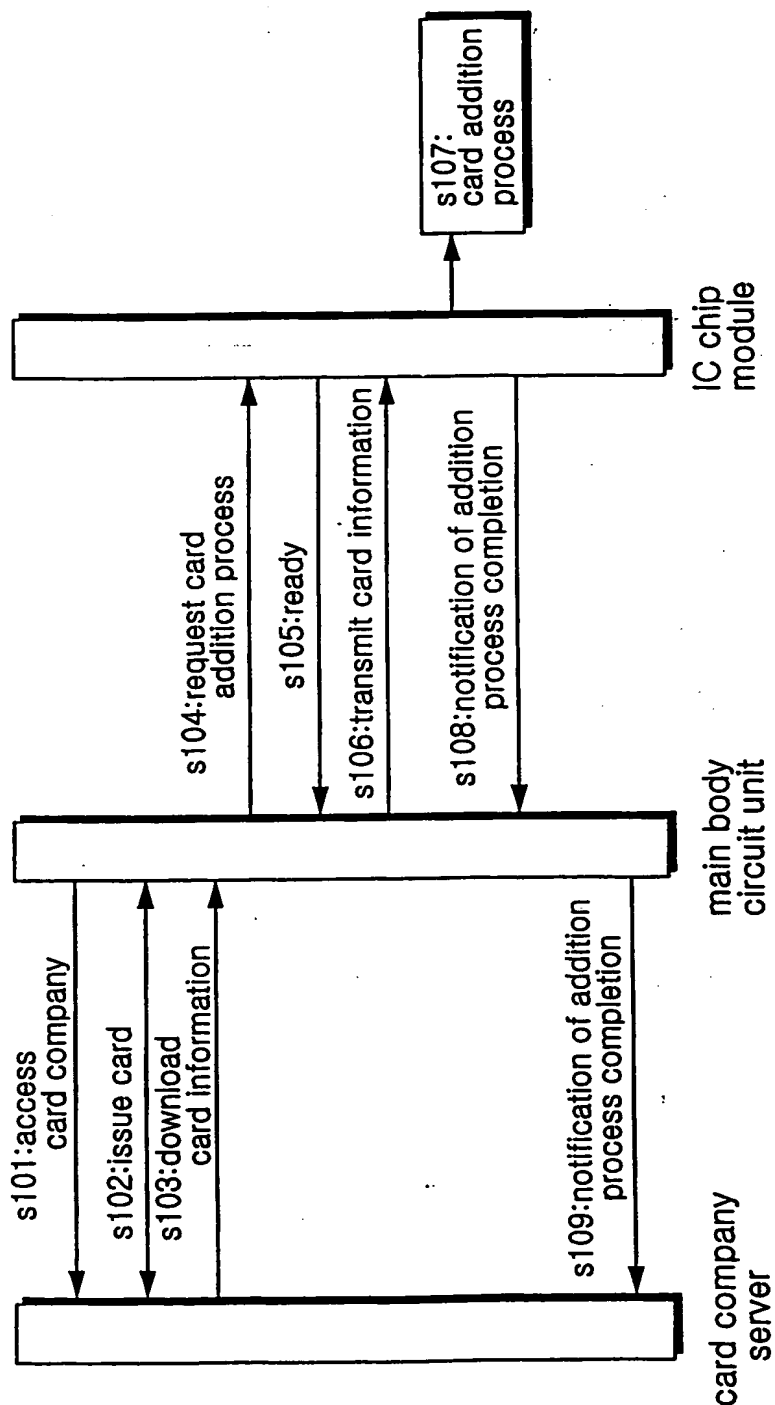 s101:access
card company
s102:issue card
s103:download
card information
s104:request card
addition process
s105:ready
s106:transmit card information
s107:
card addition
process
s108:notification of addition
process completion
s109:notification of addition
process completion
card company
server
main body
circuit unit
IC chip
module